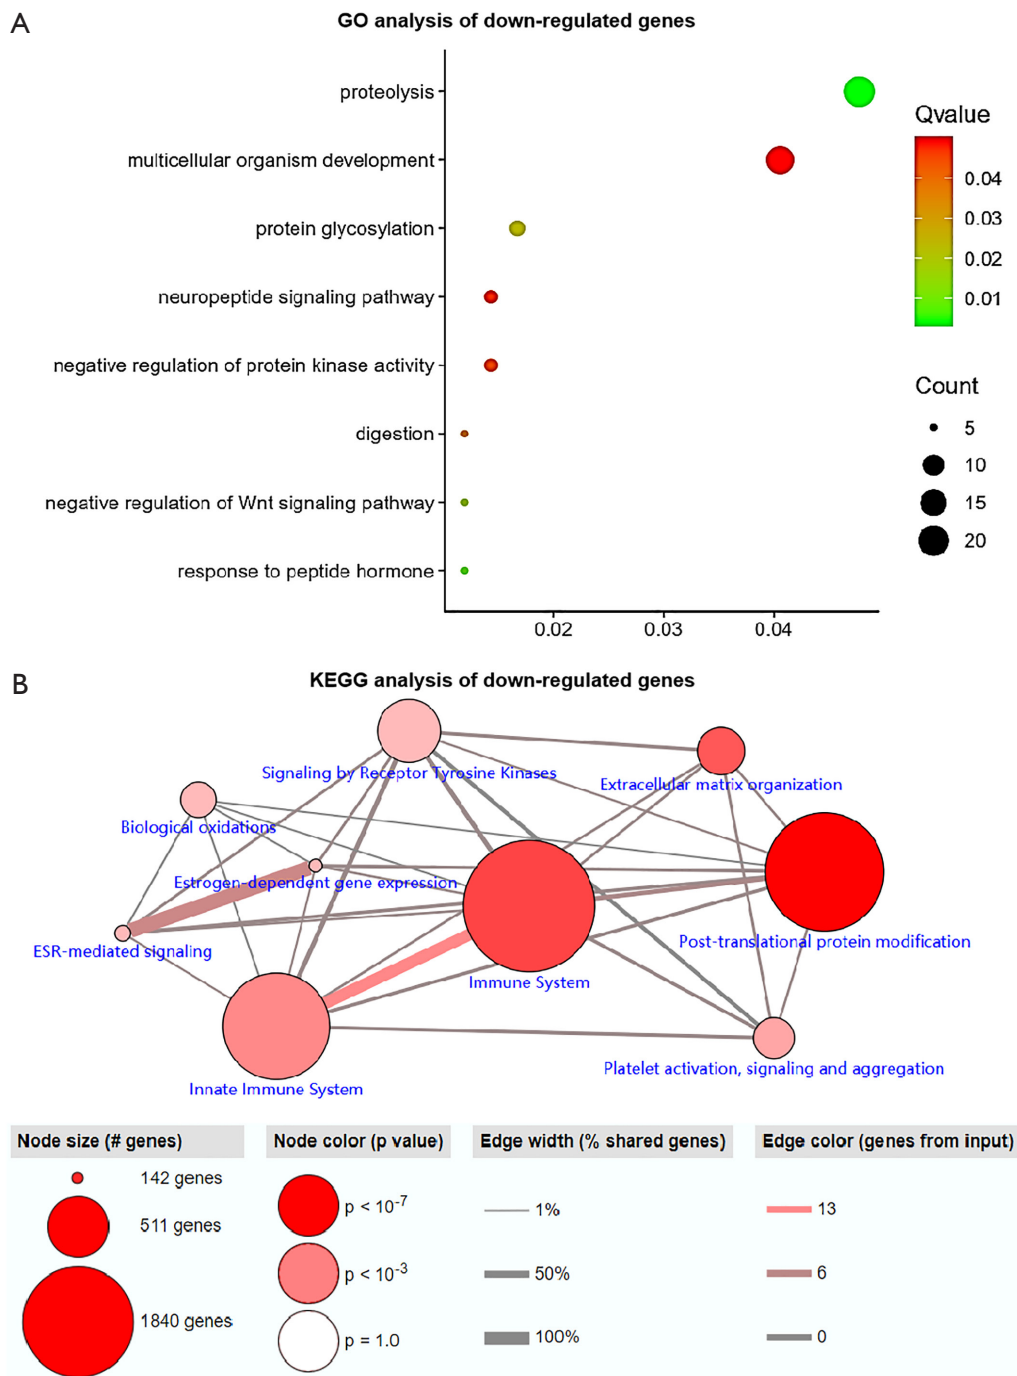 A
GO analysis of down-regulated genes
proteolysis
multicellular organism development
protein glycosylation
neuropeptide signaling pathway
negative regulation of protein kinase activity
digestion
negative regulation of Wnt signaling pathway
response to peptide hormone
0.02 0.03 0.04
Qvalue
0.04
0.03
0.02
0.01
Count
5
10
15
20
B
KEGG analysis of down-regulated genes
Signaling by Receptor Tyrosine Kinases
Extracellular matrix organization
Biological oxidations
Estrogen-dependent gene expression
ESR-mediated signaling
Post-translational protein modification
Immune System
Platelet activation, signaling and aggregation
Innate Immune System
Node size (# genes)
142 genes
511 genes
1840 genes
Node color (p value)
p < 10-7
p < 10-3
p = 1.0
Edge width (% shared genes)
1%
50%
100%
Edge color (genes from input)
13
6
0